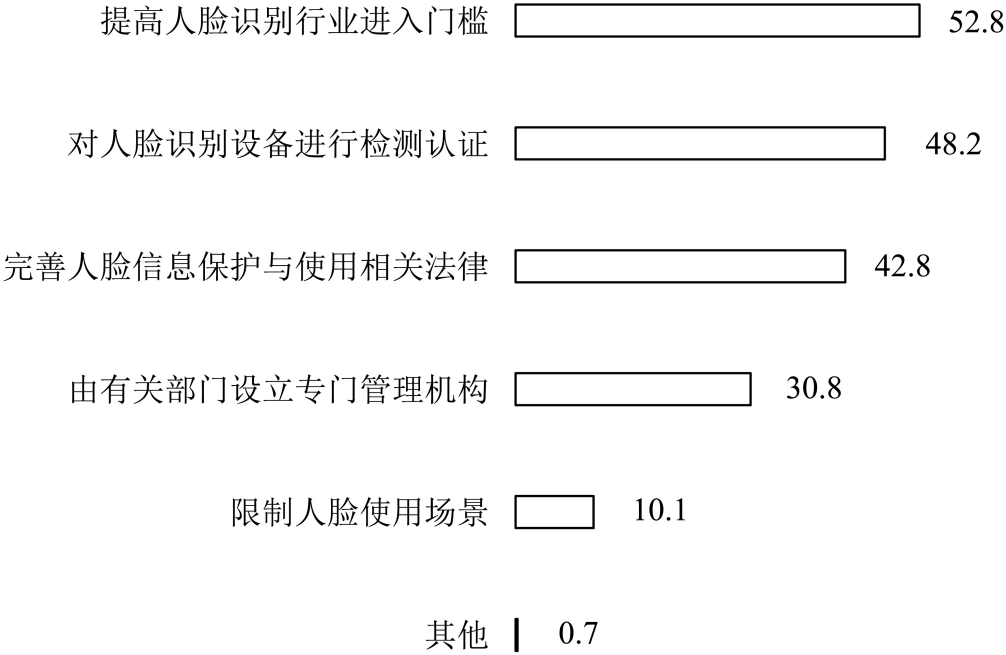 提高人脸识别行业进入门槛 52.8
对人脸识别设备进行检测认证 48.2
完善人脸信息保护与使用相关法律 42.8
由有关部门设立专门管理机构 30.8
限制人脸使用场景 10.1
其他 0.7